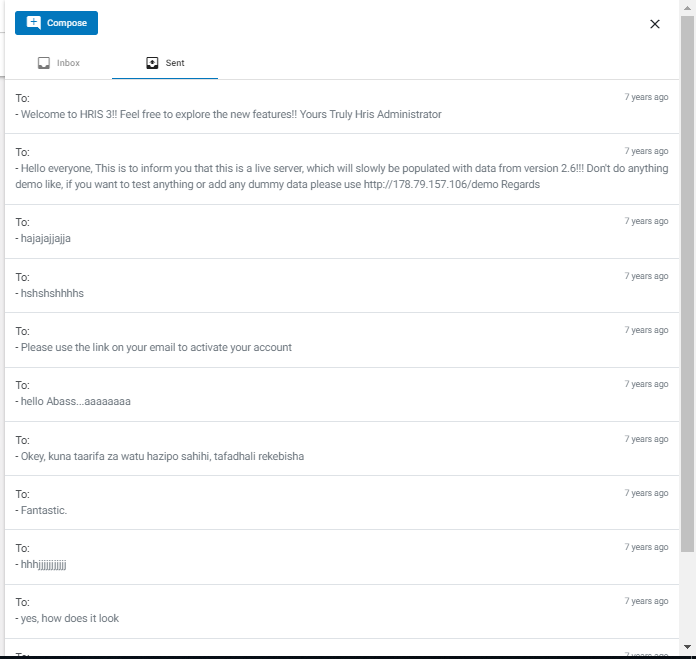 Compose
Inbox
Sent
To:
7 years ago
- Welcome to HRIS 3!! Feel free to explore the new features!! Yours Truly Hris Administrator
To:
7 years ago
- Hello everyone, This is to inform you that this is a live server, which will slowly be populated with data from version 2.6!!! Don't do anything
demo like, if you want to test anything or add any dummy data please use http://178.79.157.106/demo Regards
To:
7 years ago
- hajajajjajja
To:
7 years ago
- hshshshhhhs
To:
7 years ago
- Please use the link on your email to activate your account
To:
7 years ago
- hello Abass...aaaaaaaa
To:
7 years ago
- Okey, kuna taarifa za watu hazipo sahihi, tafadhali rekebisha
To:
7 years ago
- Fantastic.
To:
7 years ago
- hhhjjjjjjjjjjj
To:
7 years ago
- yes, how does it look
To:
7 years ago